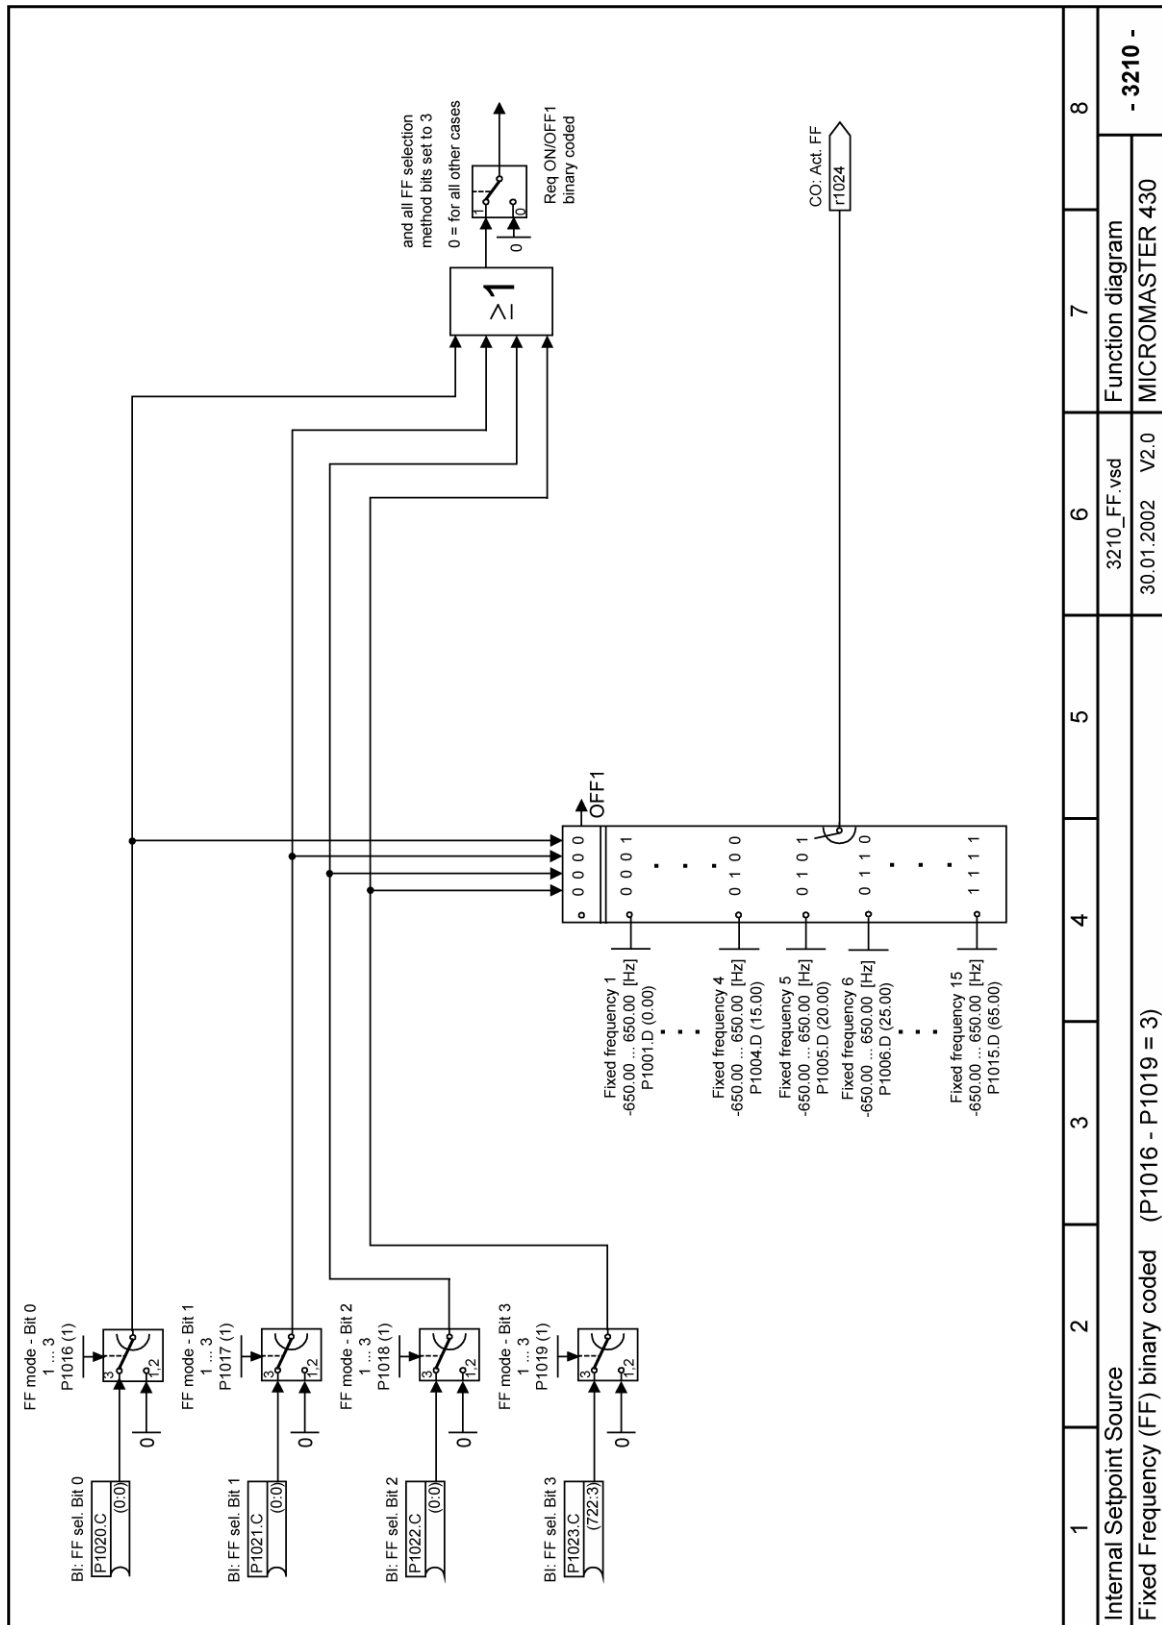 BI: FF sel. Bit 0
P1020.C
(0:0)
0
FF mode - Bit 0
1 ... 3
P1016 (1)
3
1,2
BI: FF sel. Bit 1
P1021.C
(0:0)
0
FF mode - Bit 1
1 ... 3
P1017 (1)
3
1,2
BI: FF sel. Bit 2
P1022.C
(0:0)
0
FF mode - Bit 2
1 ... 3
P1018 (1)
3
1,2
BI: FF sel. Bit 3
P1023.C
(722:3)
0
FF mode - Bit 3
1 ... 3
P1019 (1)
3
1,2
and all FF selection
method bits set to 3
0 = for all other cases
≥1
1
0
0
Req ON/OFF1
binary coded
0 0 0 0
OFF1
Fixed frequency 1
-650.00 ... 650.00 [Hz]
P1001.D (0.00)
0 0 0 1
. . .
. . .
Fixed frequency 4
-650.00 ... 650.00 [Hz]
P1004.D (15.00)
0 1 0 0
Fixed frequency 5
-650.00 ... 650.00 [Hz]
P1005.D (20.00)
0 1 0 1
Fixed frequency 6
-650.00 ... 650.00 [Hz]
P1006.D (25.00)
0 1 1 0
. . .
. . .
Fixed frequency 15
-650.00 ... 650.00 [Hz]
P1015.D (65.00)
1 1 1 1
CO: Act. FF
r1024
1 2 3 4 5 6 7 8
Internal Setpoint Source
3210_FF.vsd
Function diagram
- 3210 -
Fixed Frequency (FF) binary coded (P1016 - P1019 = 3)
30.01.2002 V2.0
MICROMASTER 430